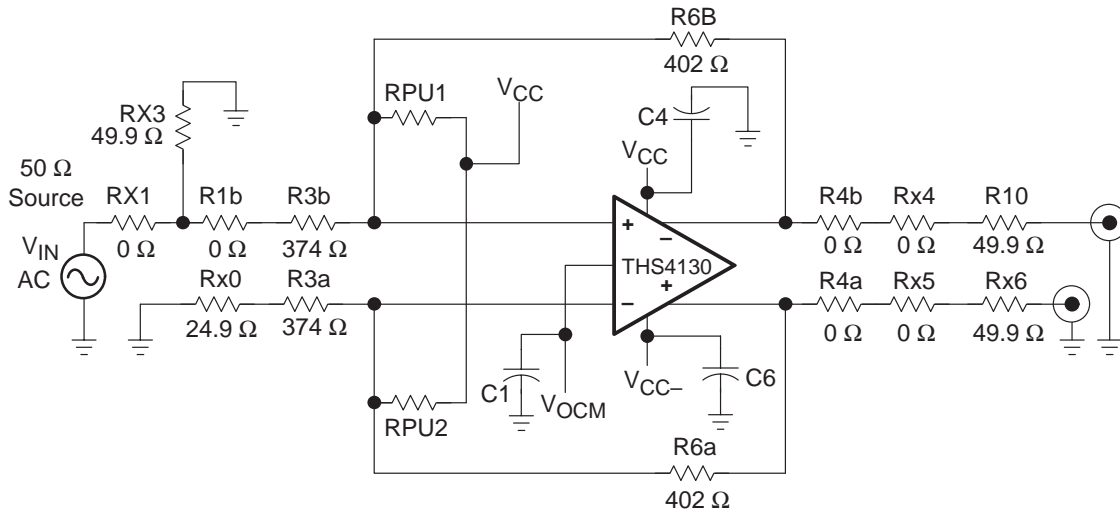 R6B
402 Ω
RPU1
VCC
C4
VCC
RX3
49.9 Ω
50 Ω
Source
RX1
0 Ω
R1b
0 Ω
R3b
374 Ω
VIN
AC
Rx0
24.9 Ω
R3a
374 Ω
+
−
THS4130
+
−
R4b
0 Ω
Rx4
0 Ω
R10
49.9 Ω
R4a
0 Ω
Rx5
0 Ω
Rx6
49.9 Ω
C1
VOCM
VCC−
C6
RPU2
R6a
402 Ω